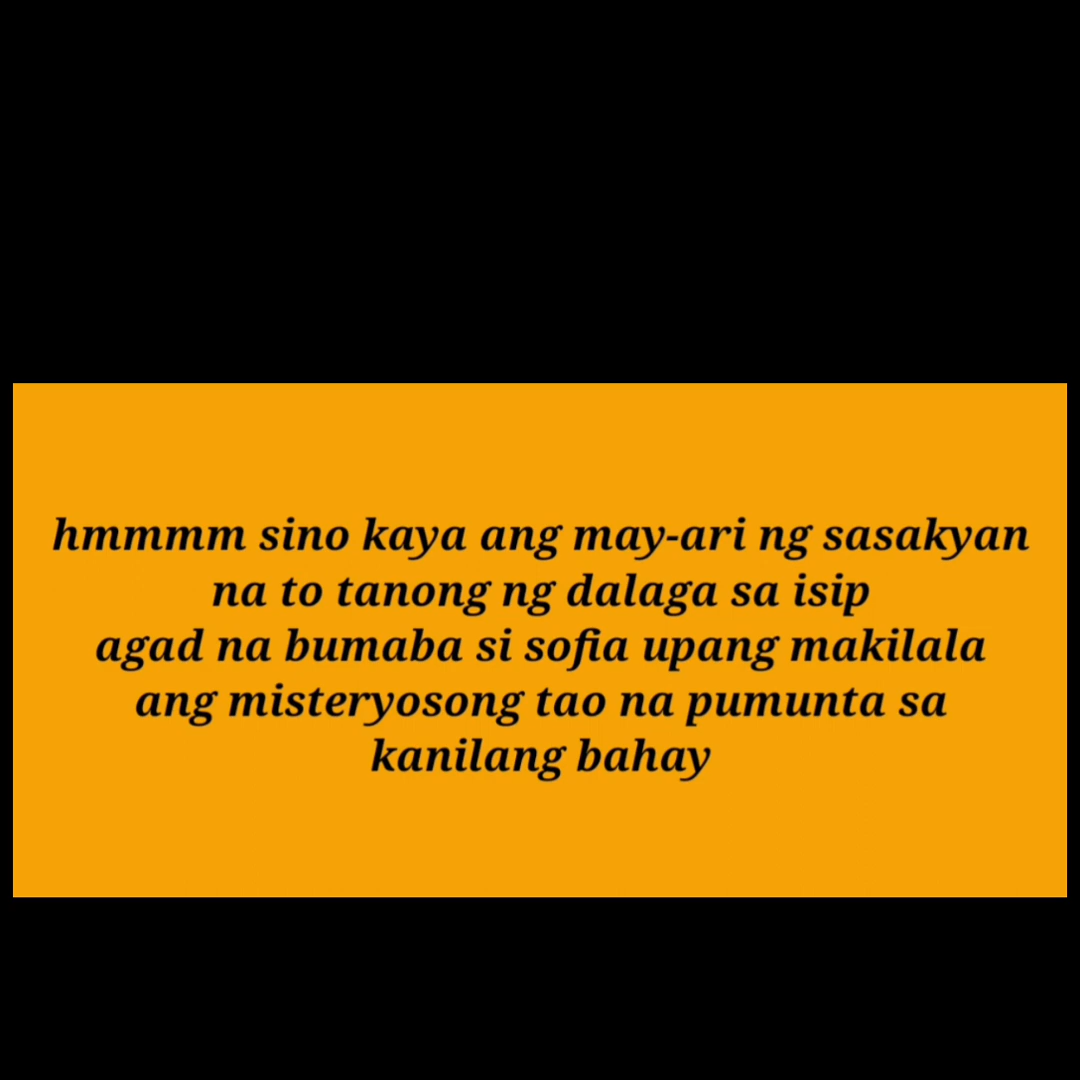 hmmmm sino kaya ang may-ari ng sasakyan
na to tanong ng dalaga sa isip
agad na bumaba si sofia upang makilala
ang misteryosong tao na pumunta sa
kanilang bahay